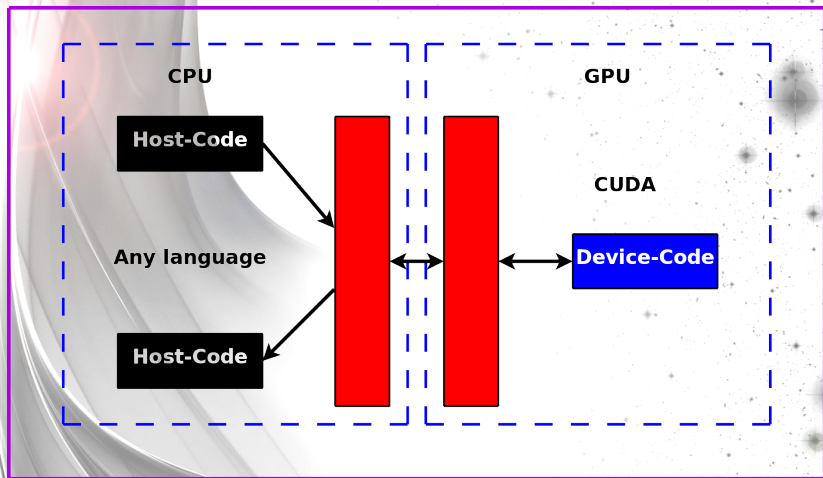 CPU
GPU
Host-Code
CUDA
Any language
Device-Code
Host-Code